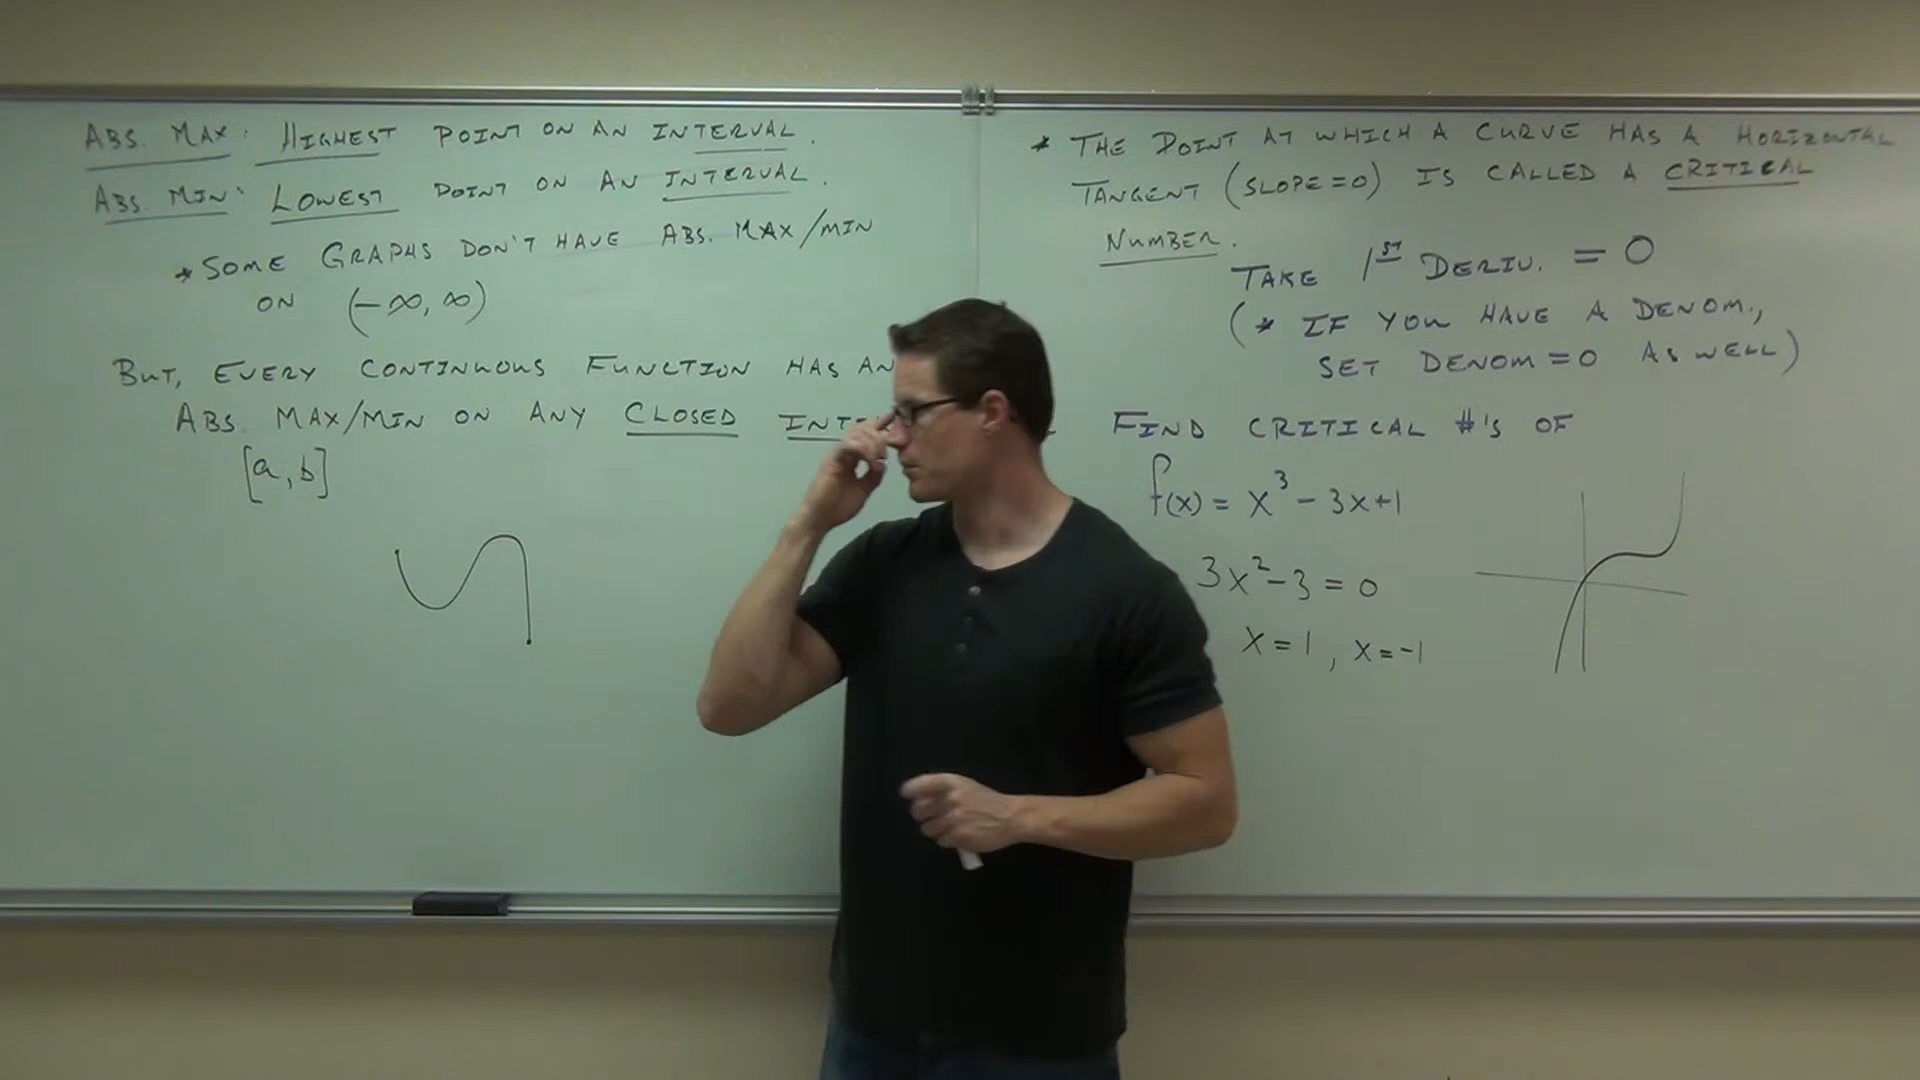 ABS. MAX: HIGHEST POINT ON AN INTERVAL.
ABS. MIN: LOWEST POINT ON AN INTERVAL.
* SOME GRAPHS DON'T HAVE ABS. MAX/MIN
ON (-∞, ∞)
BUT, EVERY CONTINUOUS FUNCTION HAS AN
ABS. MAX/MIN ON ANY CLOSED
[a, b]
* THE POINT AT WHICH A CURVE HAS A HORIZONTAL
TANGENT (SLOPE=0) IS CALLED A CRITICAL
NUMBER.
TAKE 1ST DERIV. = 0
(* IF YOU HAVE A DENOM.,
SET DENOM=0 AS WELL)
FIND CRITICAL #'S OF
f(x) = x³ - 3x+1
3x² - 3 = 0
x = 1, x = -1